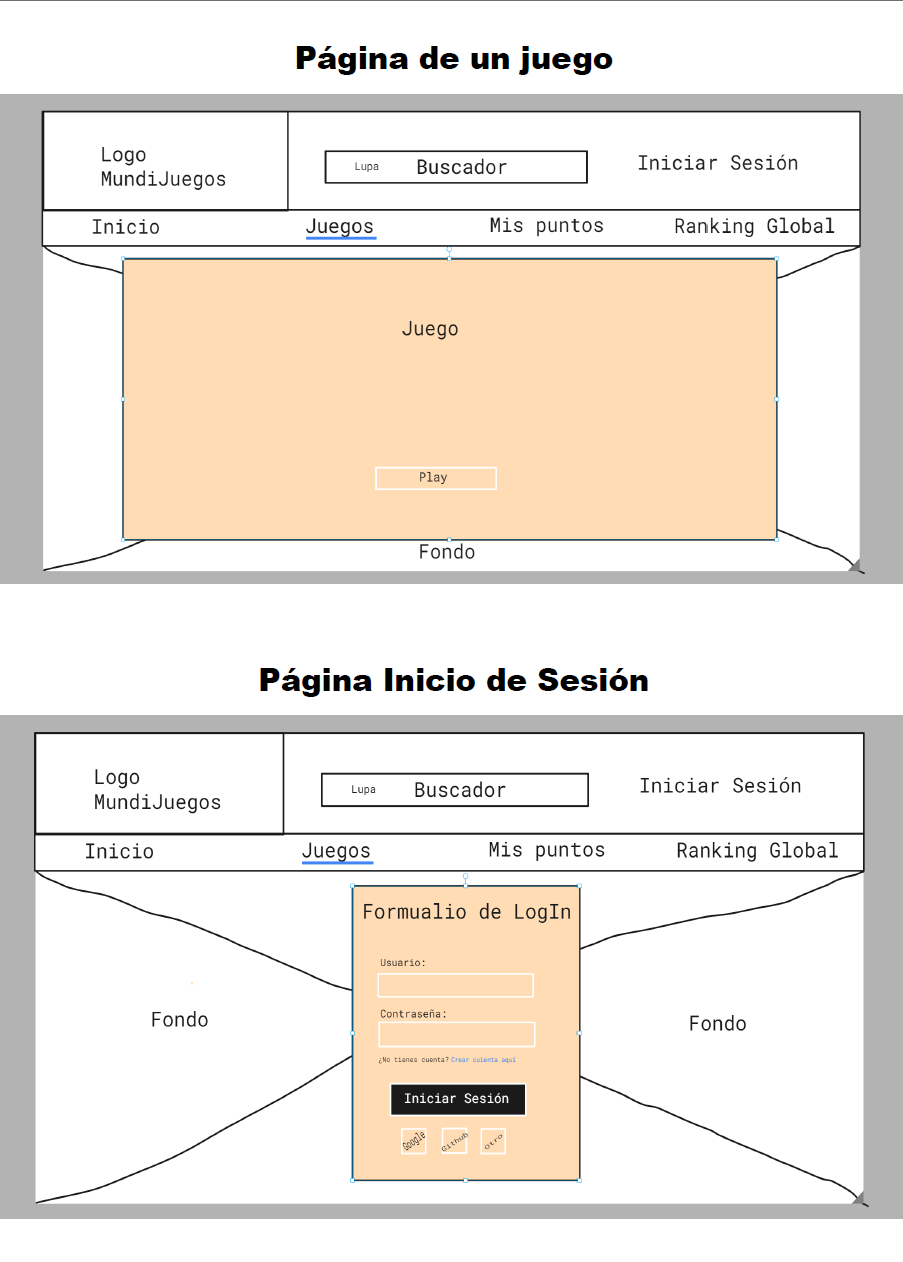 Página de un juego
Logo
MundiJuegos
Lupa
Buscador
Iniciar Sesión
Inicio
Juegos
Mis puntos
Ranking Global
Juego
Play
Fondo
Página Inicio de Sesión
Logo
MundiJuegos
Lupa
Buscador
Iniciar Sesión
Inicio
Juegos
Mis puntos
Ranking Global
Formualio de LogIn
Usuario:
Fondo
Fondo
Contraseña:
¿No tienes cuenta? Crear cuienta aquí
Iniciar Sesión
Google
Github
Otro